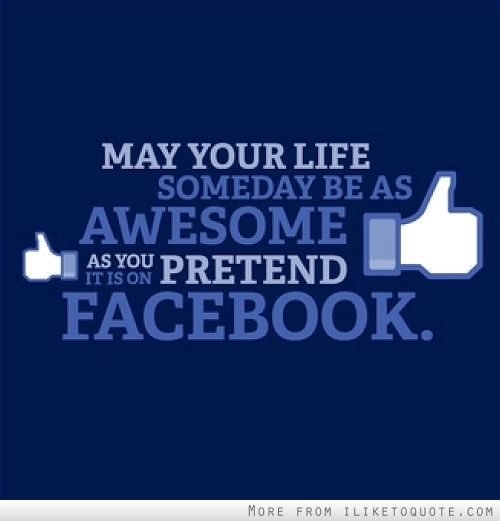 MAY YOUR LIFE
SOMEDAY BE AS
AWESOME
AS YOU PRETEND
IT IS ON
FACEBOOK.
MORE FROM ILIKETOQUOTE.COM